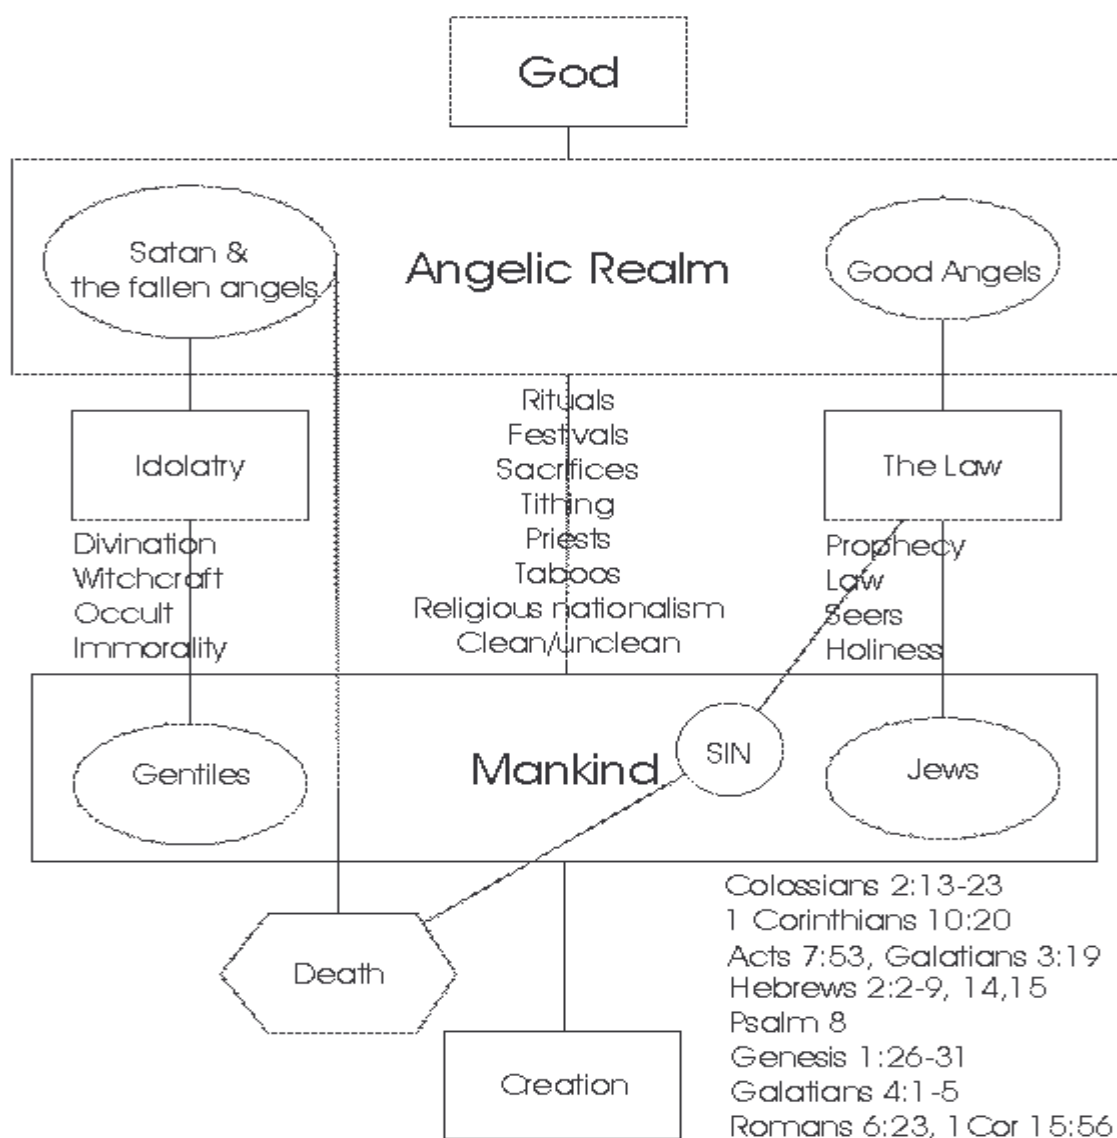 God
Satan &
the fallen angels
Angelic Realm
Good Angels
Idolatry
Rituals
Festivals
Sacrifices
Tithing
Priests
Taboos
Religious nationalism
Clean/unclean
The Law
Divination
Witchcraft
Occult
Immorality
Prophecy
Law
Seers
Holiness
Gentiles
Mankind
SIN
Jews
Death
Creation
Colossians 2:13-23
1 Corinthians 10:20
Acts 7:53, Galatians 3:19
Hebrews 2:2-9, 14,15
Psalm 8
Genesis 1:26-31
Galatians 4:1-5
Romans 6:23, 1Cor 15:56